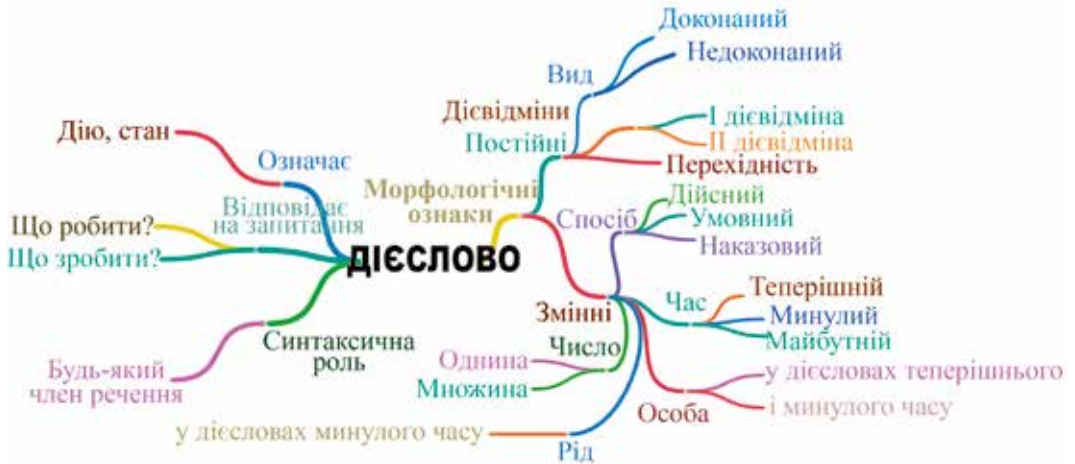 ДІЄСЛОВО
Означає
Дію, стан
Відповідає
на запитання
Що робити?
Що зробити?
Синтаксична
роль
Будь-який
член речення
Морфологічні
ознаки
Постійні
Вид
Доконаний
Недоконаний
Дієвідміни
І дієвідміна
ІІ дієвідміна
Перехідність
Змінні
Спосіб
Дійсний
Умовний
Наказовий
Час
Теперішній
Минулий
Майбутній
Особа
у дієсловах теперішнього
і минулого часу
Число
Однина
Множина
Рід
у дієсловах минулого часу